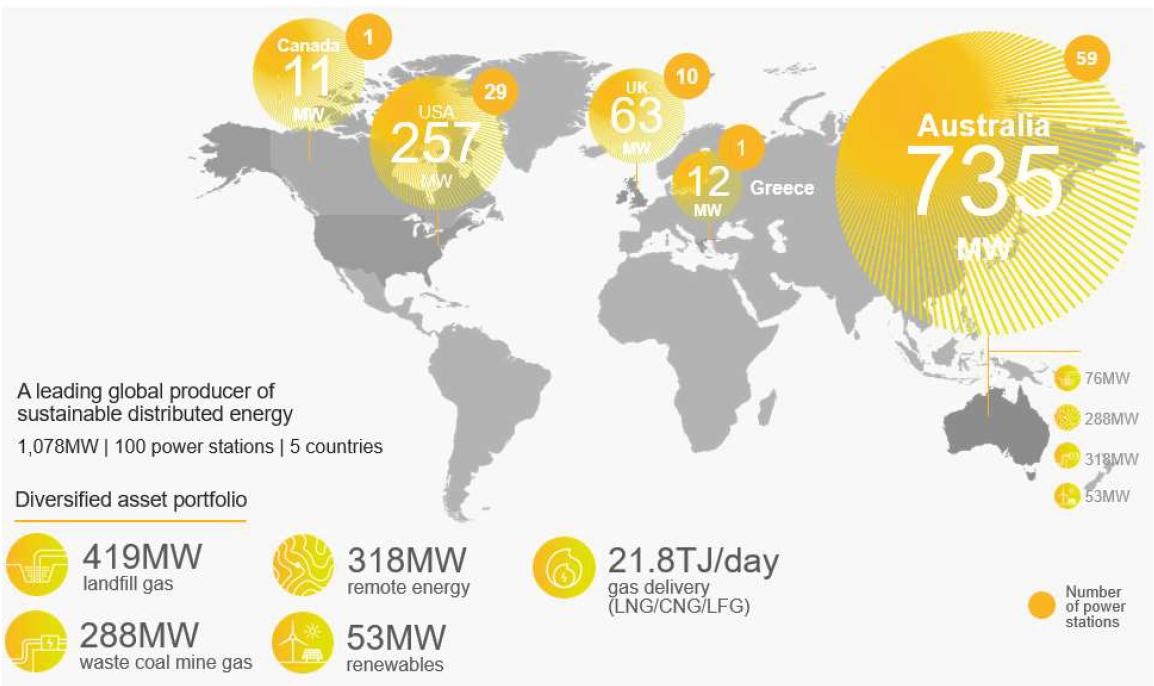 Canada
11
MW
1
USA
257
MW
29
UK
63
MW
10
12
MW
1
Greece
Australia
735
MW
59
76MW
288MW
318MW
53MW
A leading global producer of
sustainable distributed energy
1,078MW | 100 power stations | 5 countries
Diversified asset portfolio
419MW
landfill gas
318MW
remote energy
21.8TJ/day
gas delivery
(LNG/CNG/LFG)
288MW
waste coal mine gas
53MW
renewables
Number
of power
stations